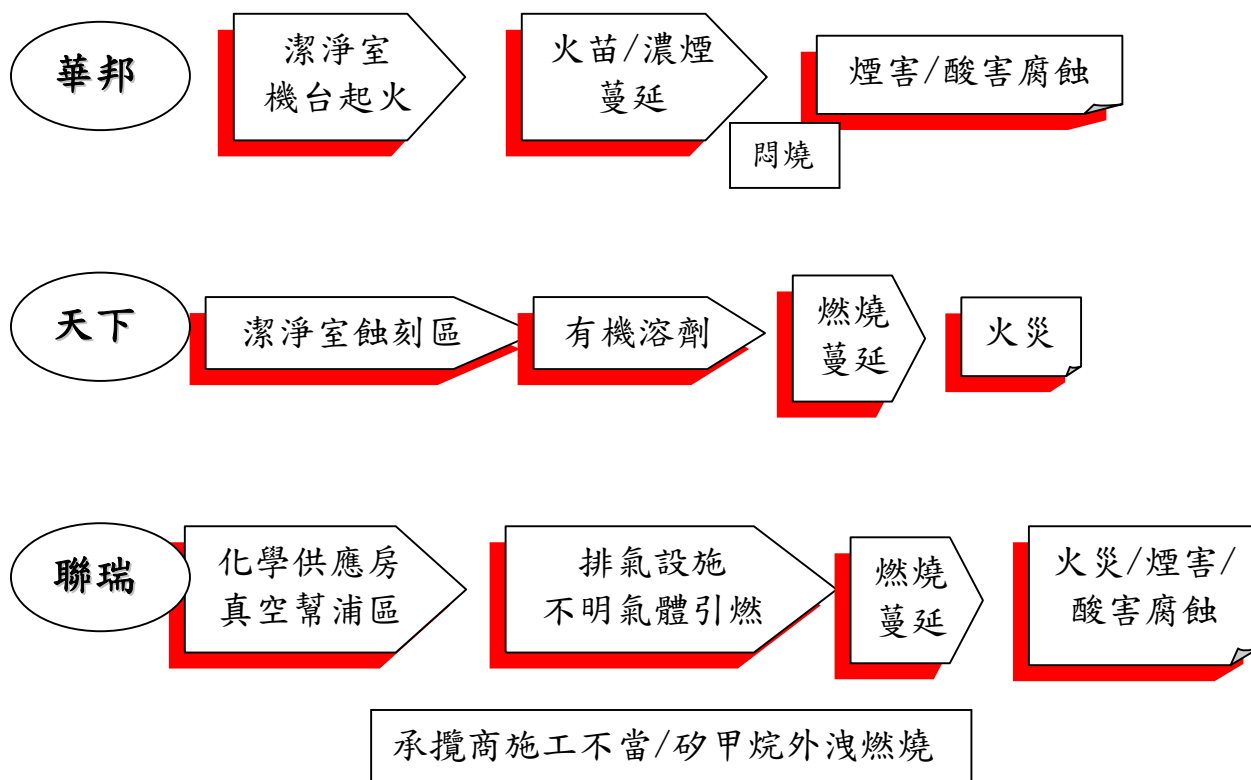 華邦
潔淨室
機台起火
火苗/濃煙
蔓延
悶燒
煙害/酸害腐蝕
天下
潔淨室蝕刻區
有機溶劑
燃燒
蔓延
火災
聯瑞
化學供應房
真空幫浦區
排氣設施
不明氣體引燃
燃燒
蔓延
火災/煙害/
酸害腐蝕
承攬商施工不當/矽甲烷外洩燃燒